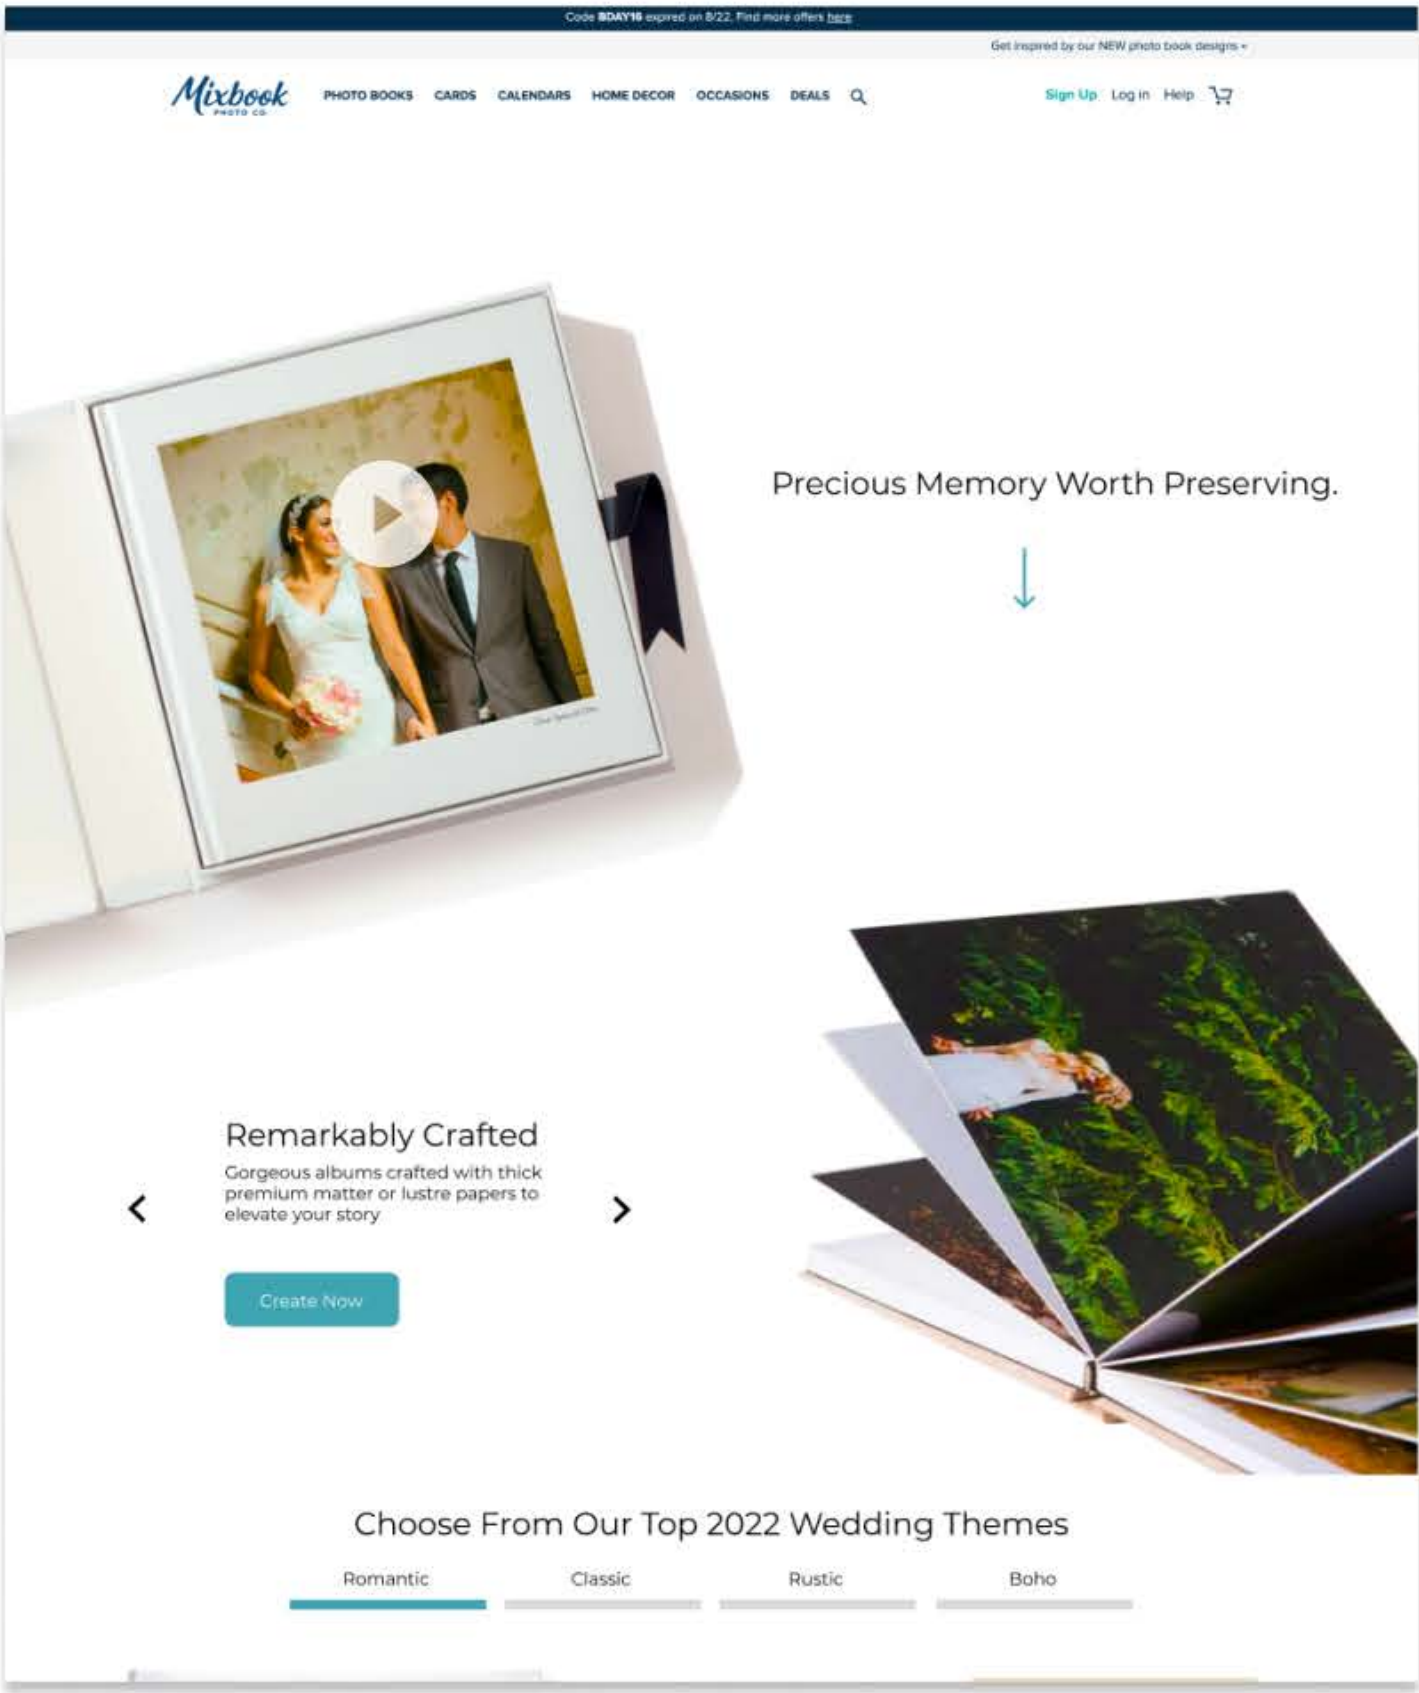 Code BDAY16 expired on 8/22, Find more offers here
Get inspired by our NEW photo book designs
Mixbook
PHOTO CO.
PHOTO BOOKS CARDS CALENDARS HOME DECOR OCCASIONS DEALS
Sign Up Log in Help
Precious Memory Worth Preserving.
Remarkably Crafted
Gorgeous albums crafted with thick
premium matter or lustre papers to
elevate your story
Create Now
Choose From Our Top 2022 Wedding Themes
Romantic Classic Rustic Boho